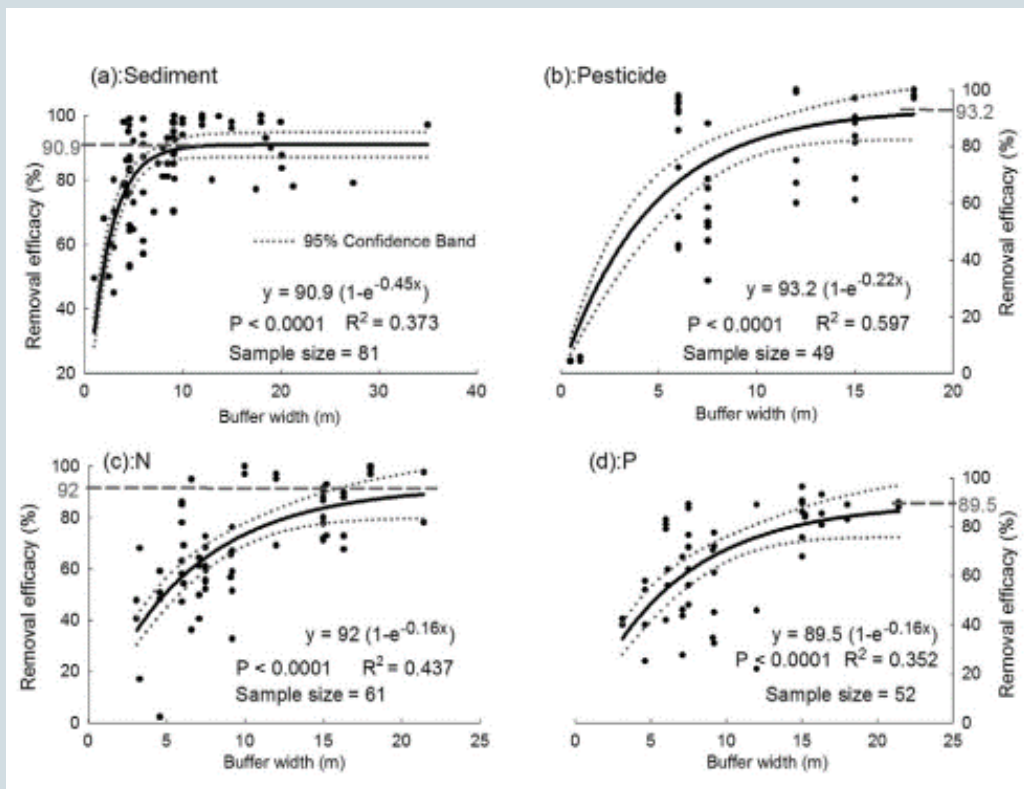 (a):Sediment
100
90.9
80
60
40
20
Removal efficacy (%)
95% Confidence Band
y = 90.9 (1-e^-0.45x)
P < 0.0001 R² = 0.373
Sample size = 81
0 10 20 30 40
Buffer width (m)
(b):Pesticide
100
93.2
80
60
40
20
0
Removal efficacy (%)
y = 93.2 (1-e^-0.22x)
P < 0.0001 R² = 0.597
Sample size = 49
0 5 10 15 20
Buffer width (m)
(c):N
100
92
80
60
40
20
0
Removal efficacy (%)
y = 92 (1-e^-0.16x)
P < 0.0001 R² = 0.437
Sample size = 61
0 5 10 15 20 25
Buffer width (m)
(d):P
100
89.5
80
60
40
20
0
Removal efficacy (%)
y = 89.5 (1-e^-0.16x)
P < 0.0001 R² = 0.352
Sample size = 52
0 5 10 15 20 25
Buffer width (m)